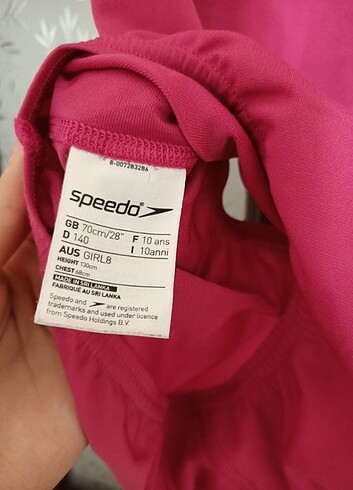 8-007283286
speedo
GB 70cm/28" F 10 ans
D 140 I 10anni
AUS GIRL8
HEIGHT 130cm
CHEST 68cm
MADE IN SRI LANKA
FABRIQUÉ AU SRI LANKA
Speedo and are registered
trademarks and used under licence
from Speedo Holdings B.V.